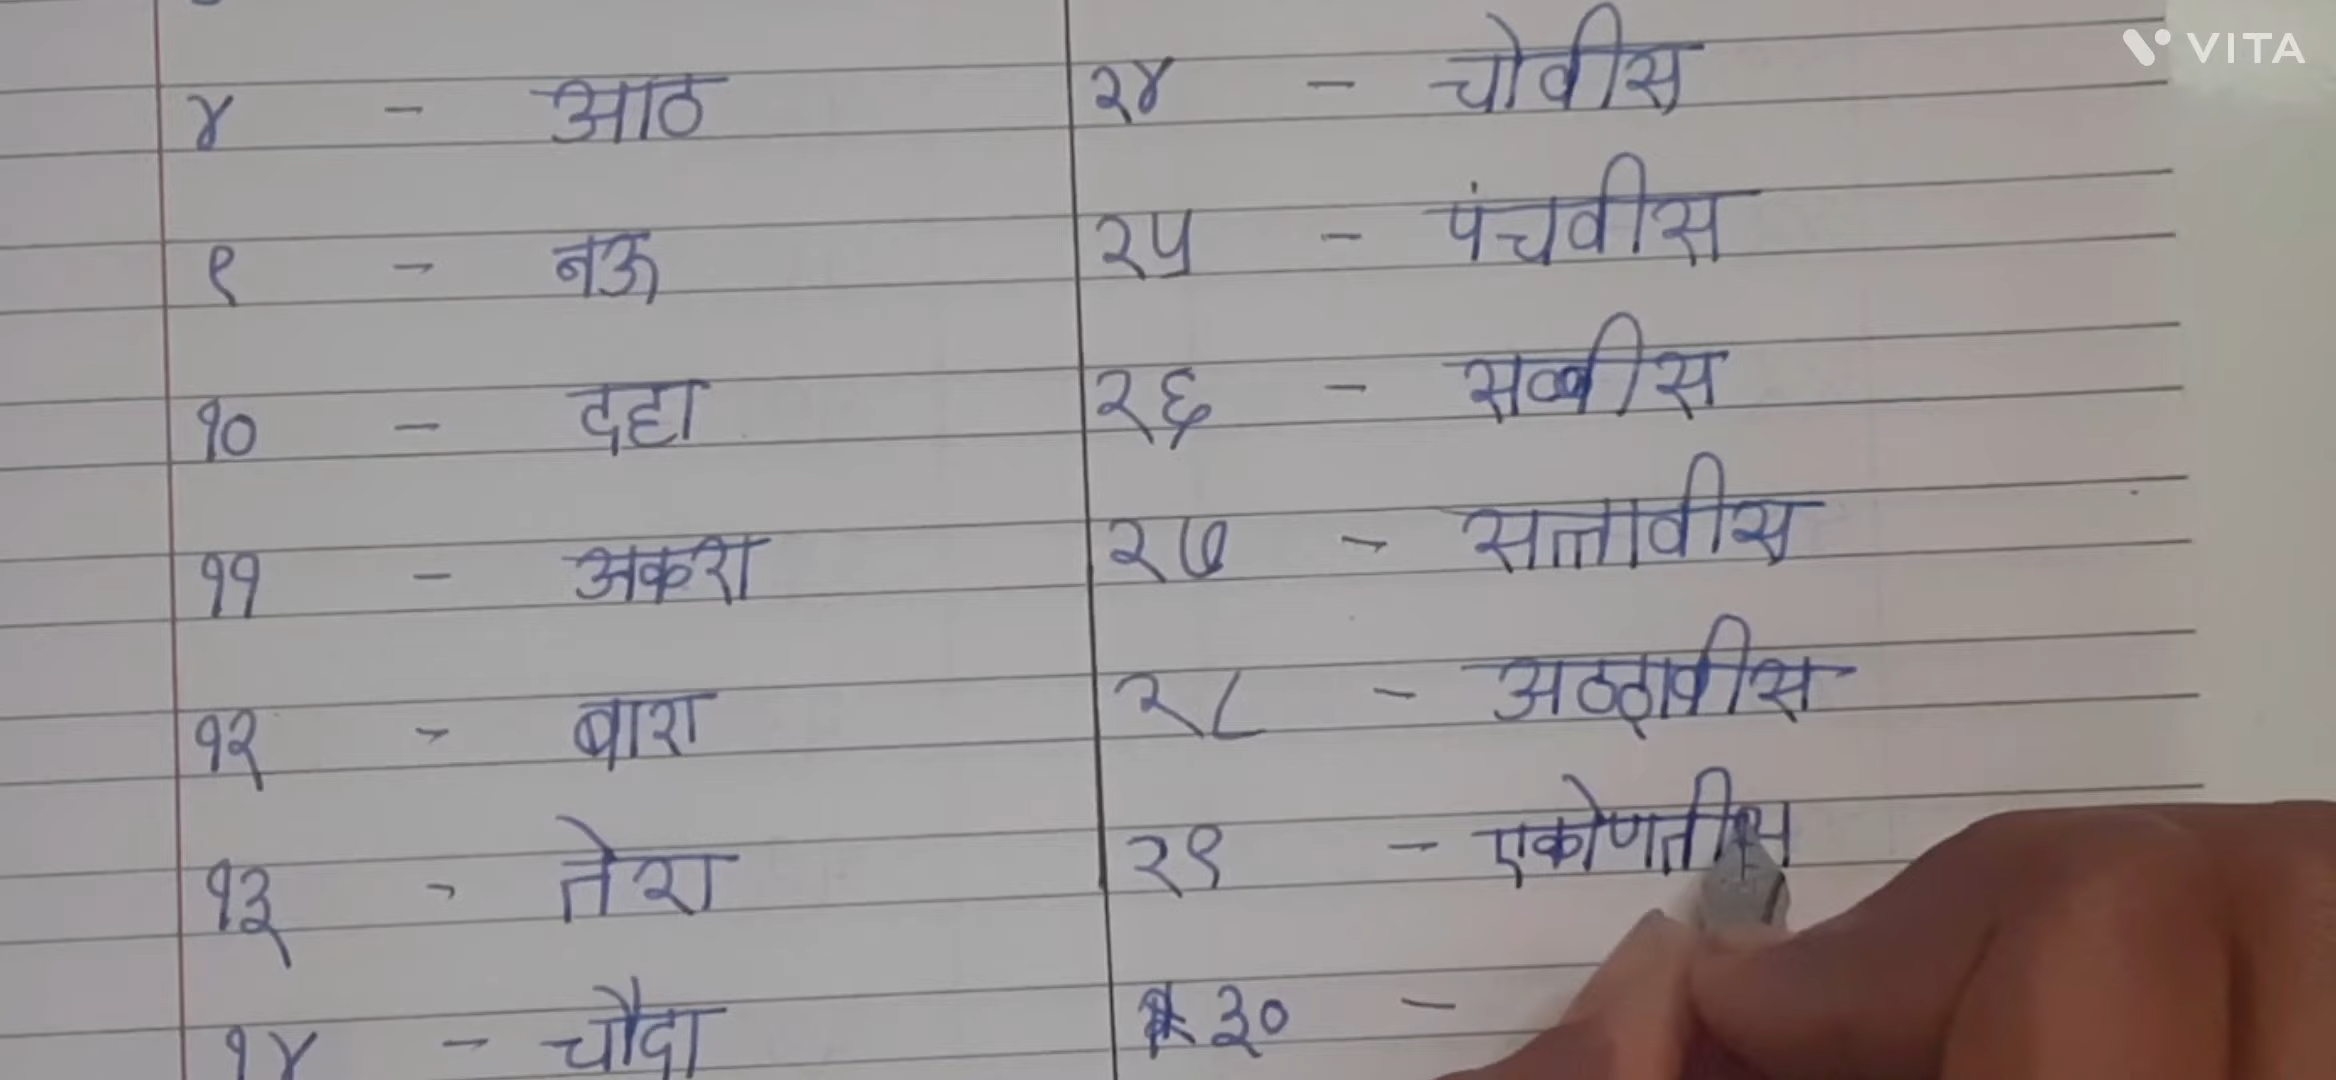 VITA
४ - आठ
९ - नऊ
१० - दहा
११ - अकरा
१२ - बारा
१३ - तेरा
१४ - चौदा
२४ - चोवीस
२५ - पंचवीस
२६ - सव्वीस
२७ - सत्तावीस
२८ - अठ्ठावीस
२९ - एकोणतीस
३० -